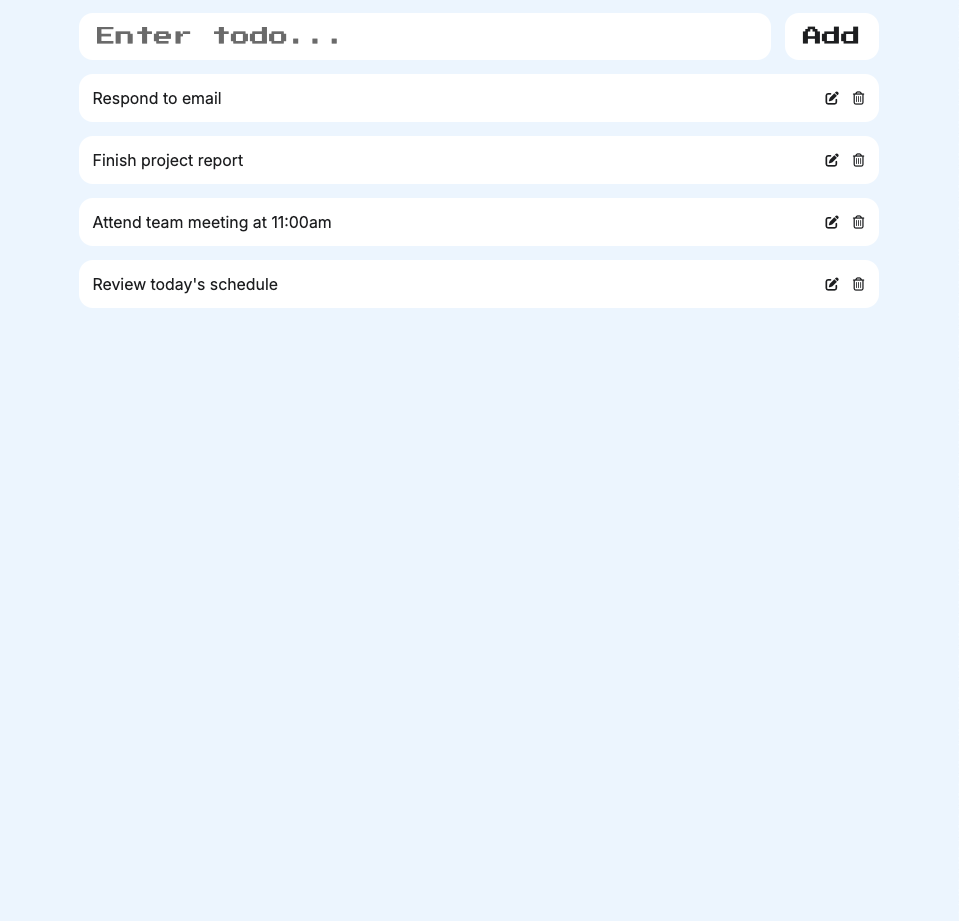 Enter todo...
Add
Respond to email
Finish project report
Attend team meeting at 11:00am
Review today's schedule